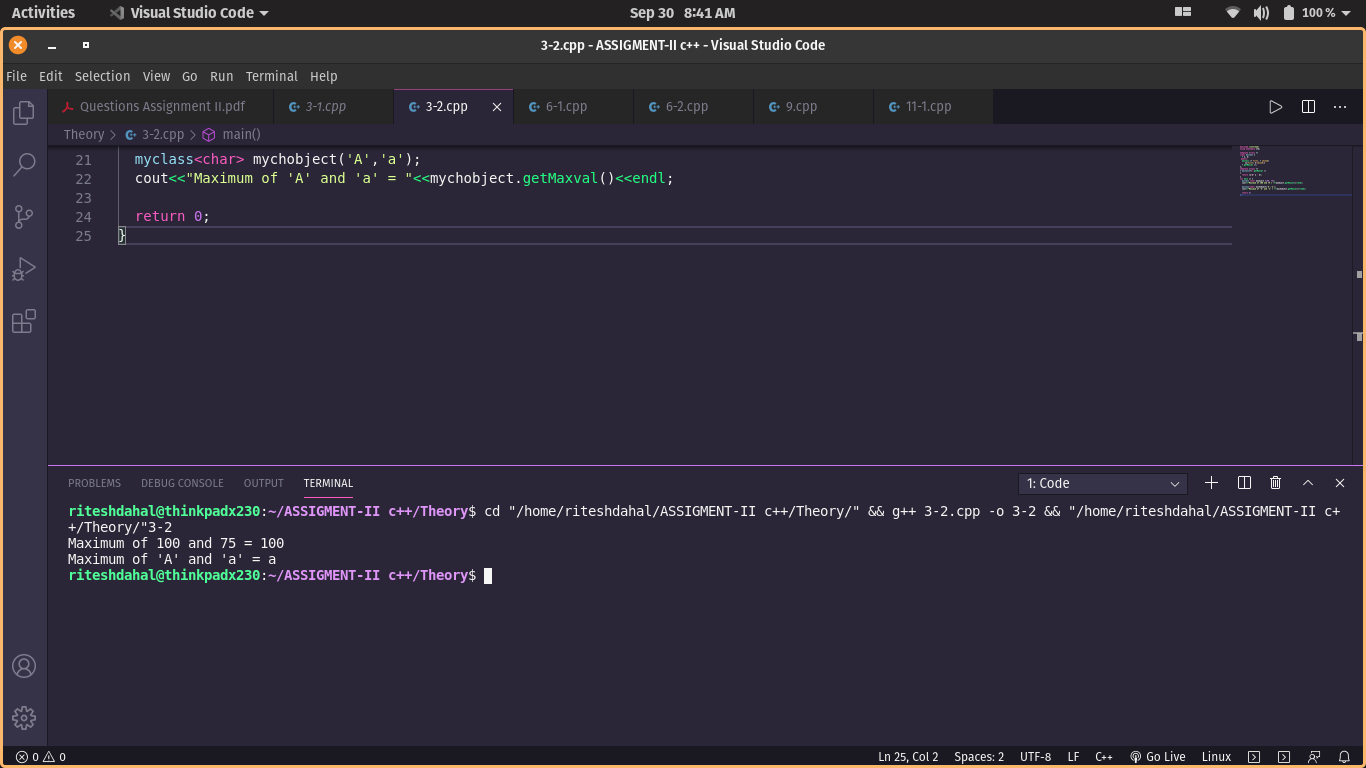 Activities Visual Studio Code Sep 30 8:41 AM 100 %
3-2.cpp - ASSIGMENT-II c++ - Visual Studio Code
File Edit Selection View Go Run Terminal Help
Questions Assignment II.pdf 3-1.cpp 3-2.cpp 6-1.cpp 6-2.cpp 9.cpp 11-1.cpp
Theory > 3-2.cpp > main()
21 myclass<char> mychobject('A','a');
22 cout<<"Maximum of 'A' and 'a' = "<<mychobject.getMaxval()<<endl;
23
24 return 0;
25 }
PROBLEMS DEBUG CONSOLE OUTPUT TERMINAL 1: Code
riteshdahal@thinkpadx230:~/ASSIGMENT-II c++/Theory$ cd "/home/riteshdahal/ASSIGMENT-II c++/Theory/" && g++ 3-2.cpp -o 3-2 && "/home/riteshdahal/ASSIGMENT-II c+
+/Theory/"3-2
Maximum of 100 and 75 = 100
Maximum of 'A' and 'a' = a
riteshdahal@thinkpadx230:~/ASSIGMENT-II c++/Theory$
0 0 Ln 25, Col 2 Spaces: 2 UTF-8 LF C++ Go Live Linux